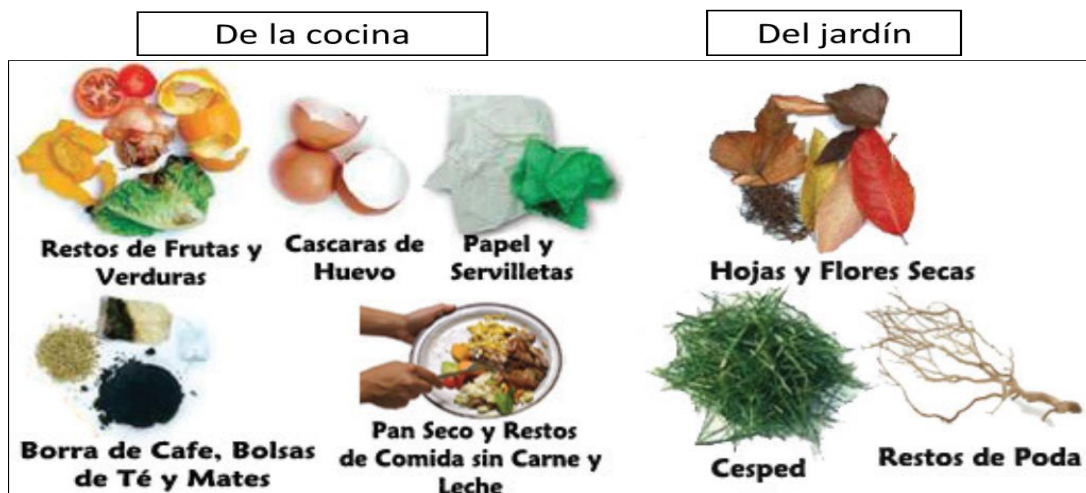 De la cocina
Del jardín
Restos de Frutas y
Verduras
Cascaras de
Huevo
Papel y
Servilletas
Hojas y Flores Secas
Borra de Cafe, Bolsas
de Té y Mates
Pan Seco y Restos
de Comida sin Carne y
Leche
Cesped
Restos de Poda